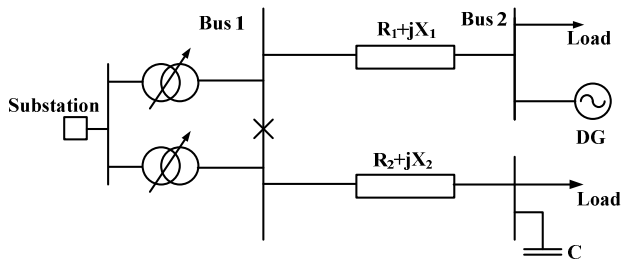 Bus 1
R₁+jX₁
Bus 2
Load
Substation
DG
R₂+jX₂
Load
C